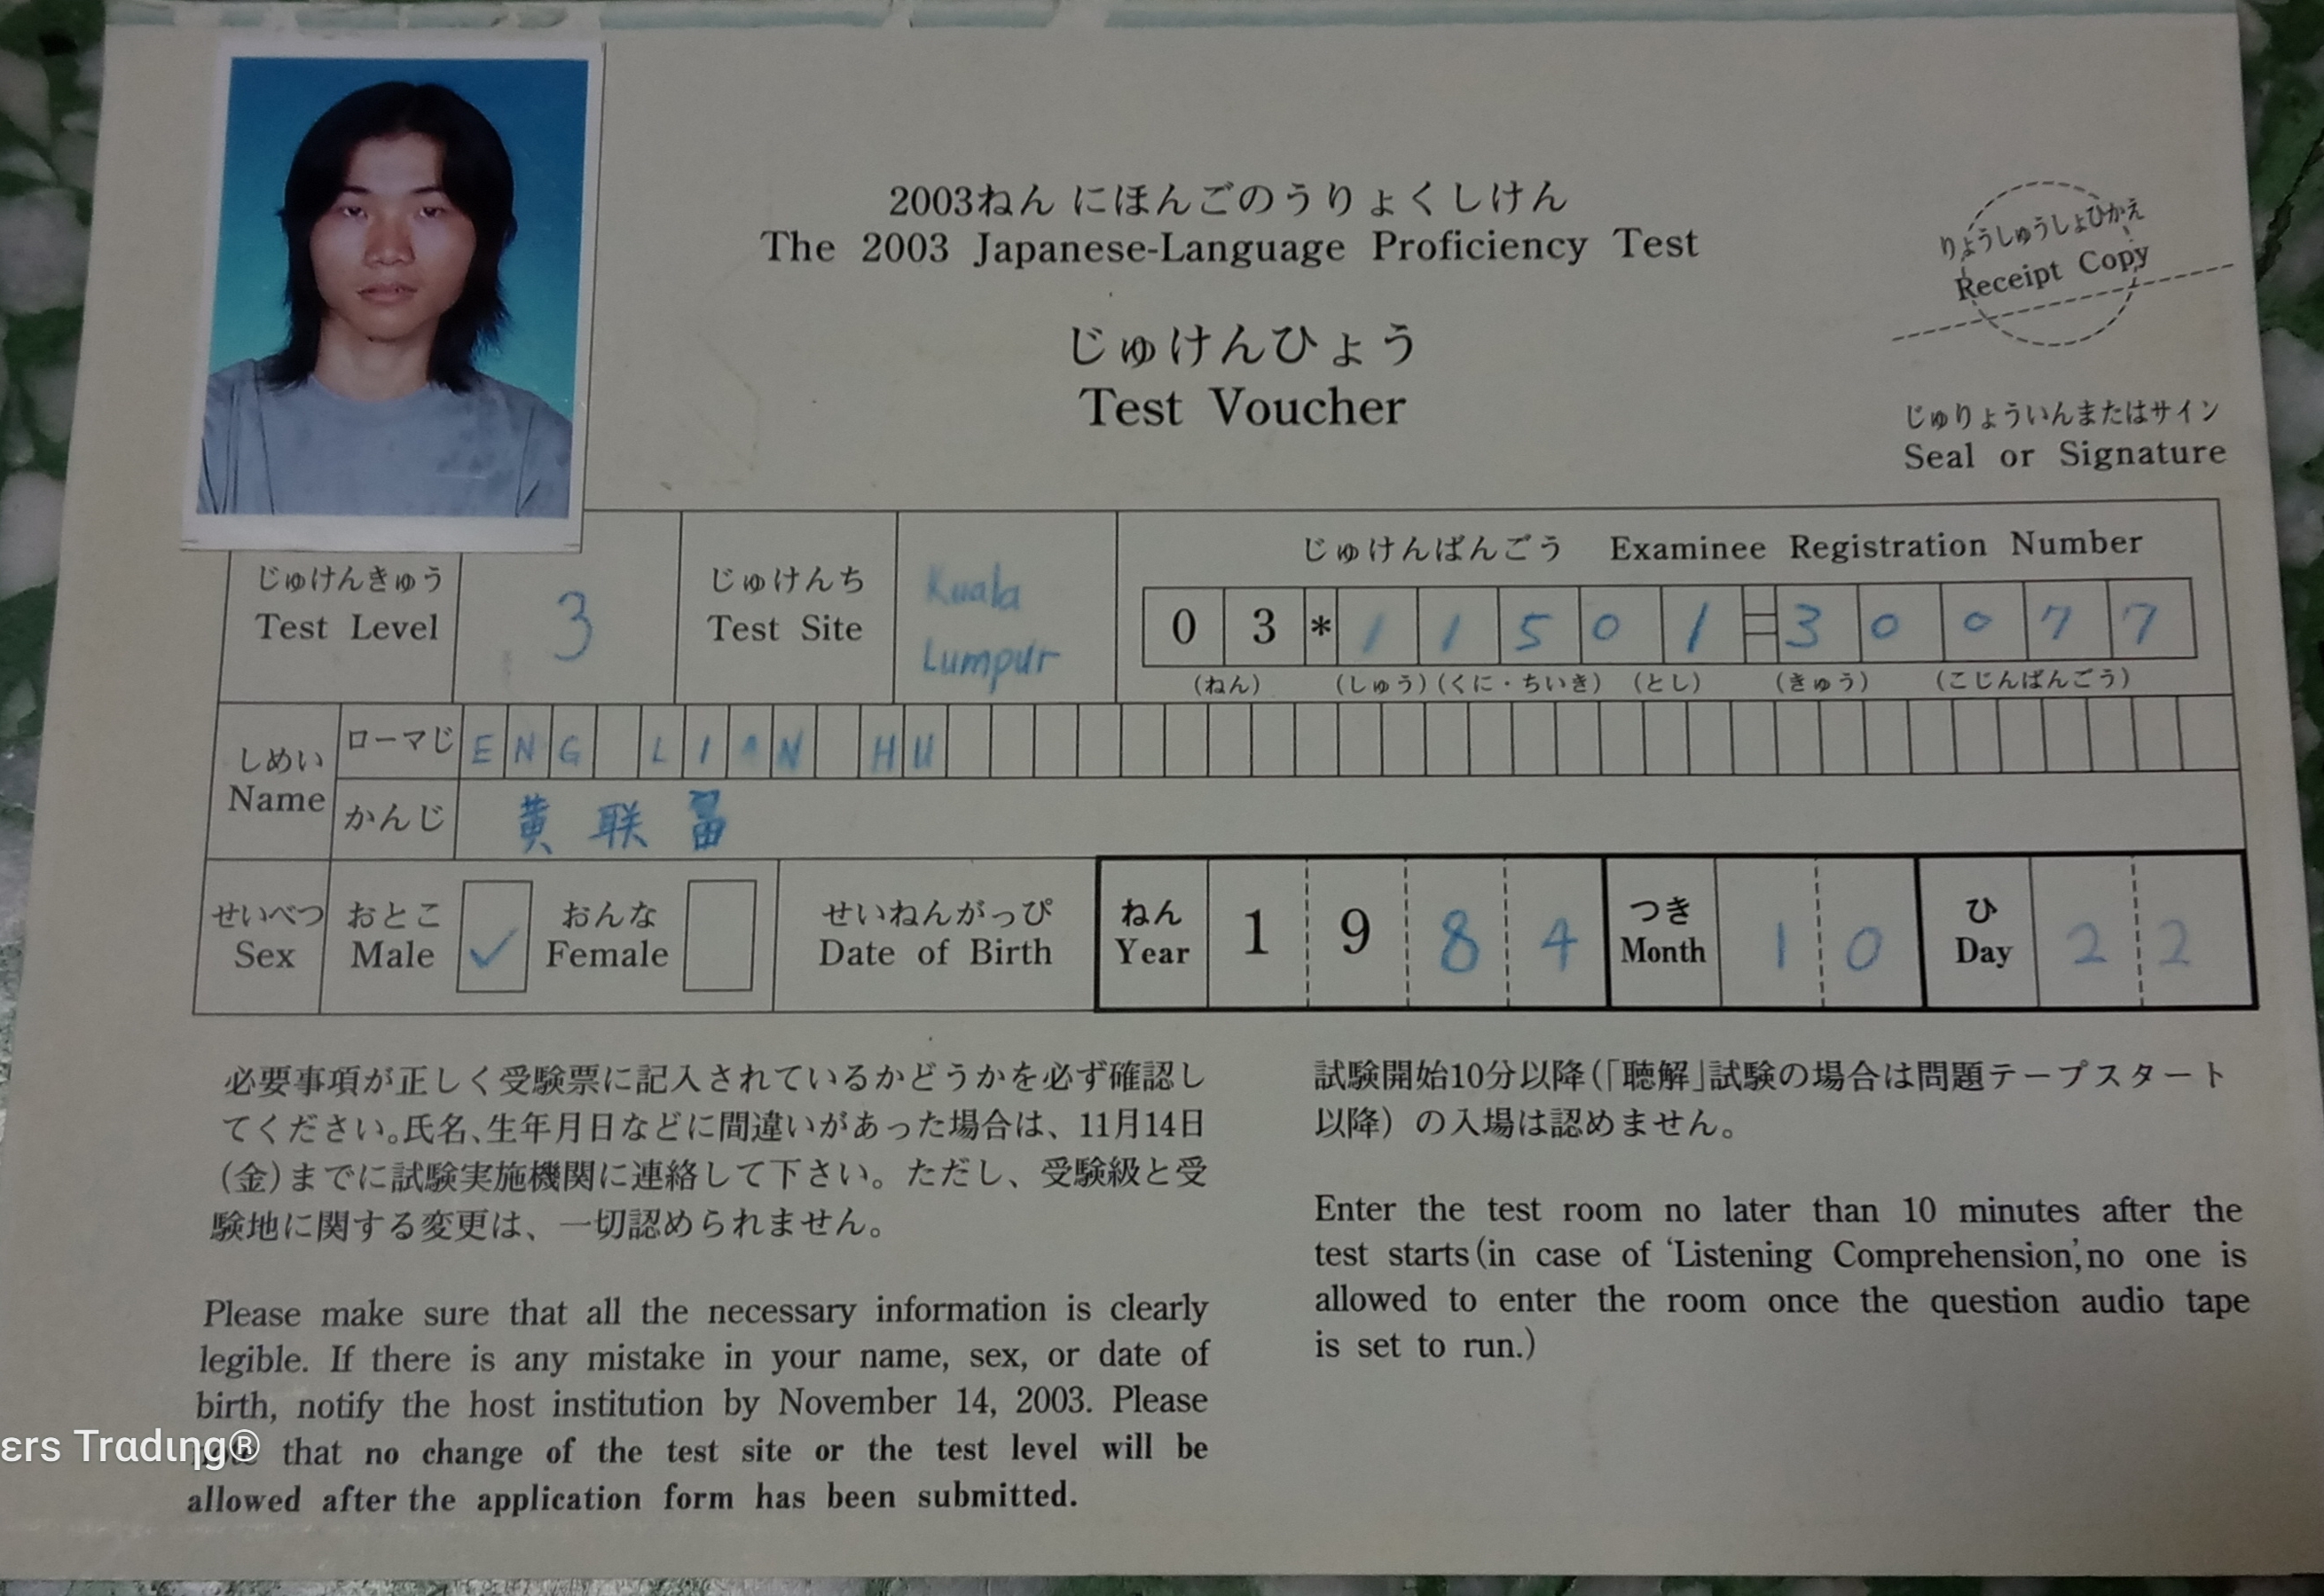 2003ねん にほんごのうりょくしけん
The 2003 Japanese-Language Proficiency Test
じゅけんひょう
Test Voucher
りょうしゅうしょひかえ
Receipt Copy
じゅりょういんまたはサイン
Seal or Signature
じゅけんきゅう
Test Level
3
じゅけんち
Test Site
Kuala
Lumpur
じゅけんばんごう Examinee Registration Number
0 3 * 1 1 5 0 1 - 3 0 0 7 7
(ねん) (しゅう) (くに・ちいき) (とし) (きゅう) (こじんばんごう)
しめい
Name
ローマじ ENG LIAN HU
かんじ 黄联
せいべつ
Sex
おとこ
Male ✓
おんな
Female
せいねんがっぴ
Date of Birth
ねん
Year
1 9 8 4
つき
Month
1 0
ひ
Day
2 2
必要事項が正しく受験票に記入されているかどうかを必ず確認し
てください。氏名、生年月日などに間違いがあった場合は、11月14日
(金)までに試験実施機関に連絡して下さい。ただし、受験級と受
験地に関する変更は、一切認められません。
Please make sure that all the necessary information is clearly
legible. If there is any mistake in your name, sex, or date of
birth, notify the host institution by November 14, 2003. Please
note that no change of the test site or the test level will be
allowed after the application form has been submitted.
試験開始10分以降(「聴解」試験の場合は問題テープスタート
以降)の入場は認めません。
Enter the test room no later than 10 minutes after the
test starts(in case of 'Listening Comprehension',no one is
allowed to enter the room once the question audio tape
is set to run.)
εrs Tradιηg®